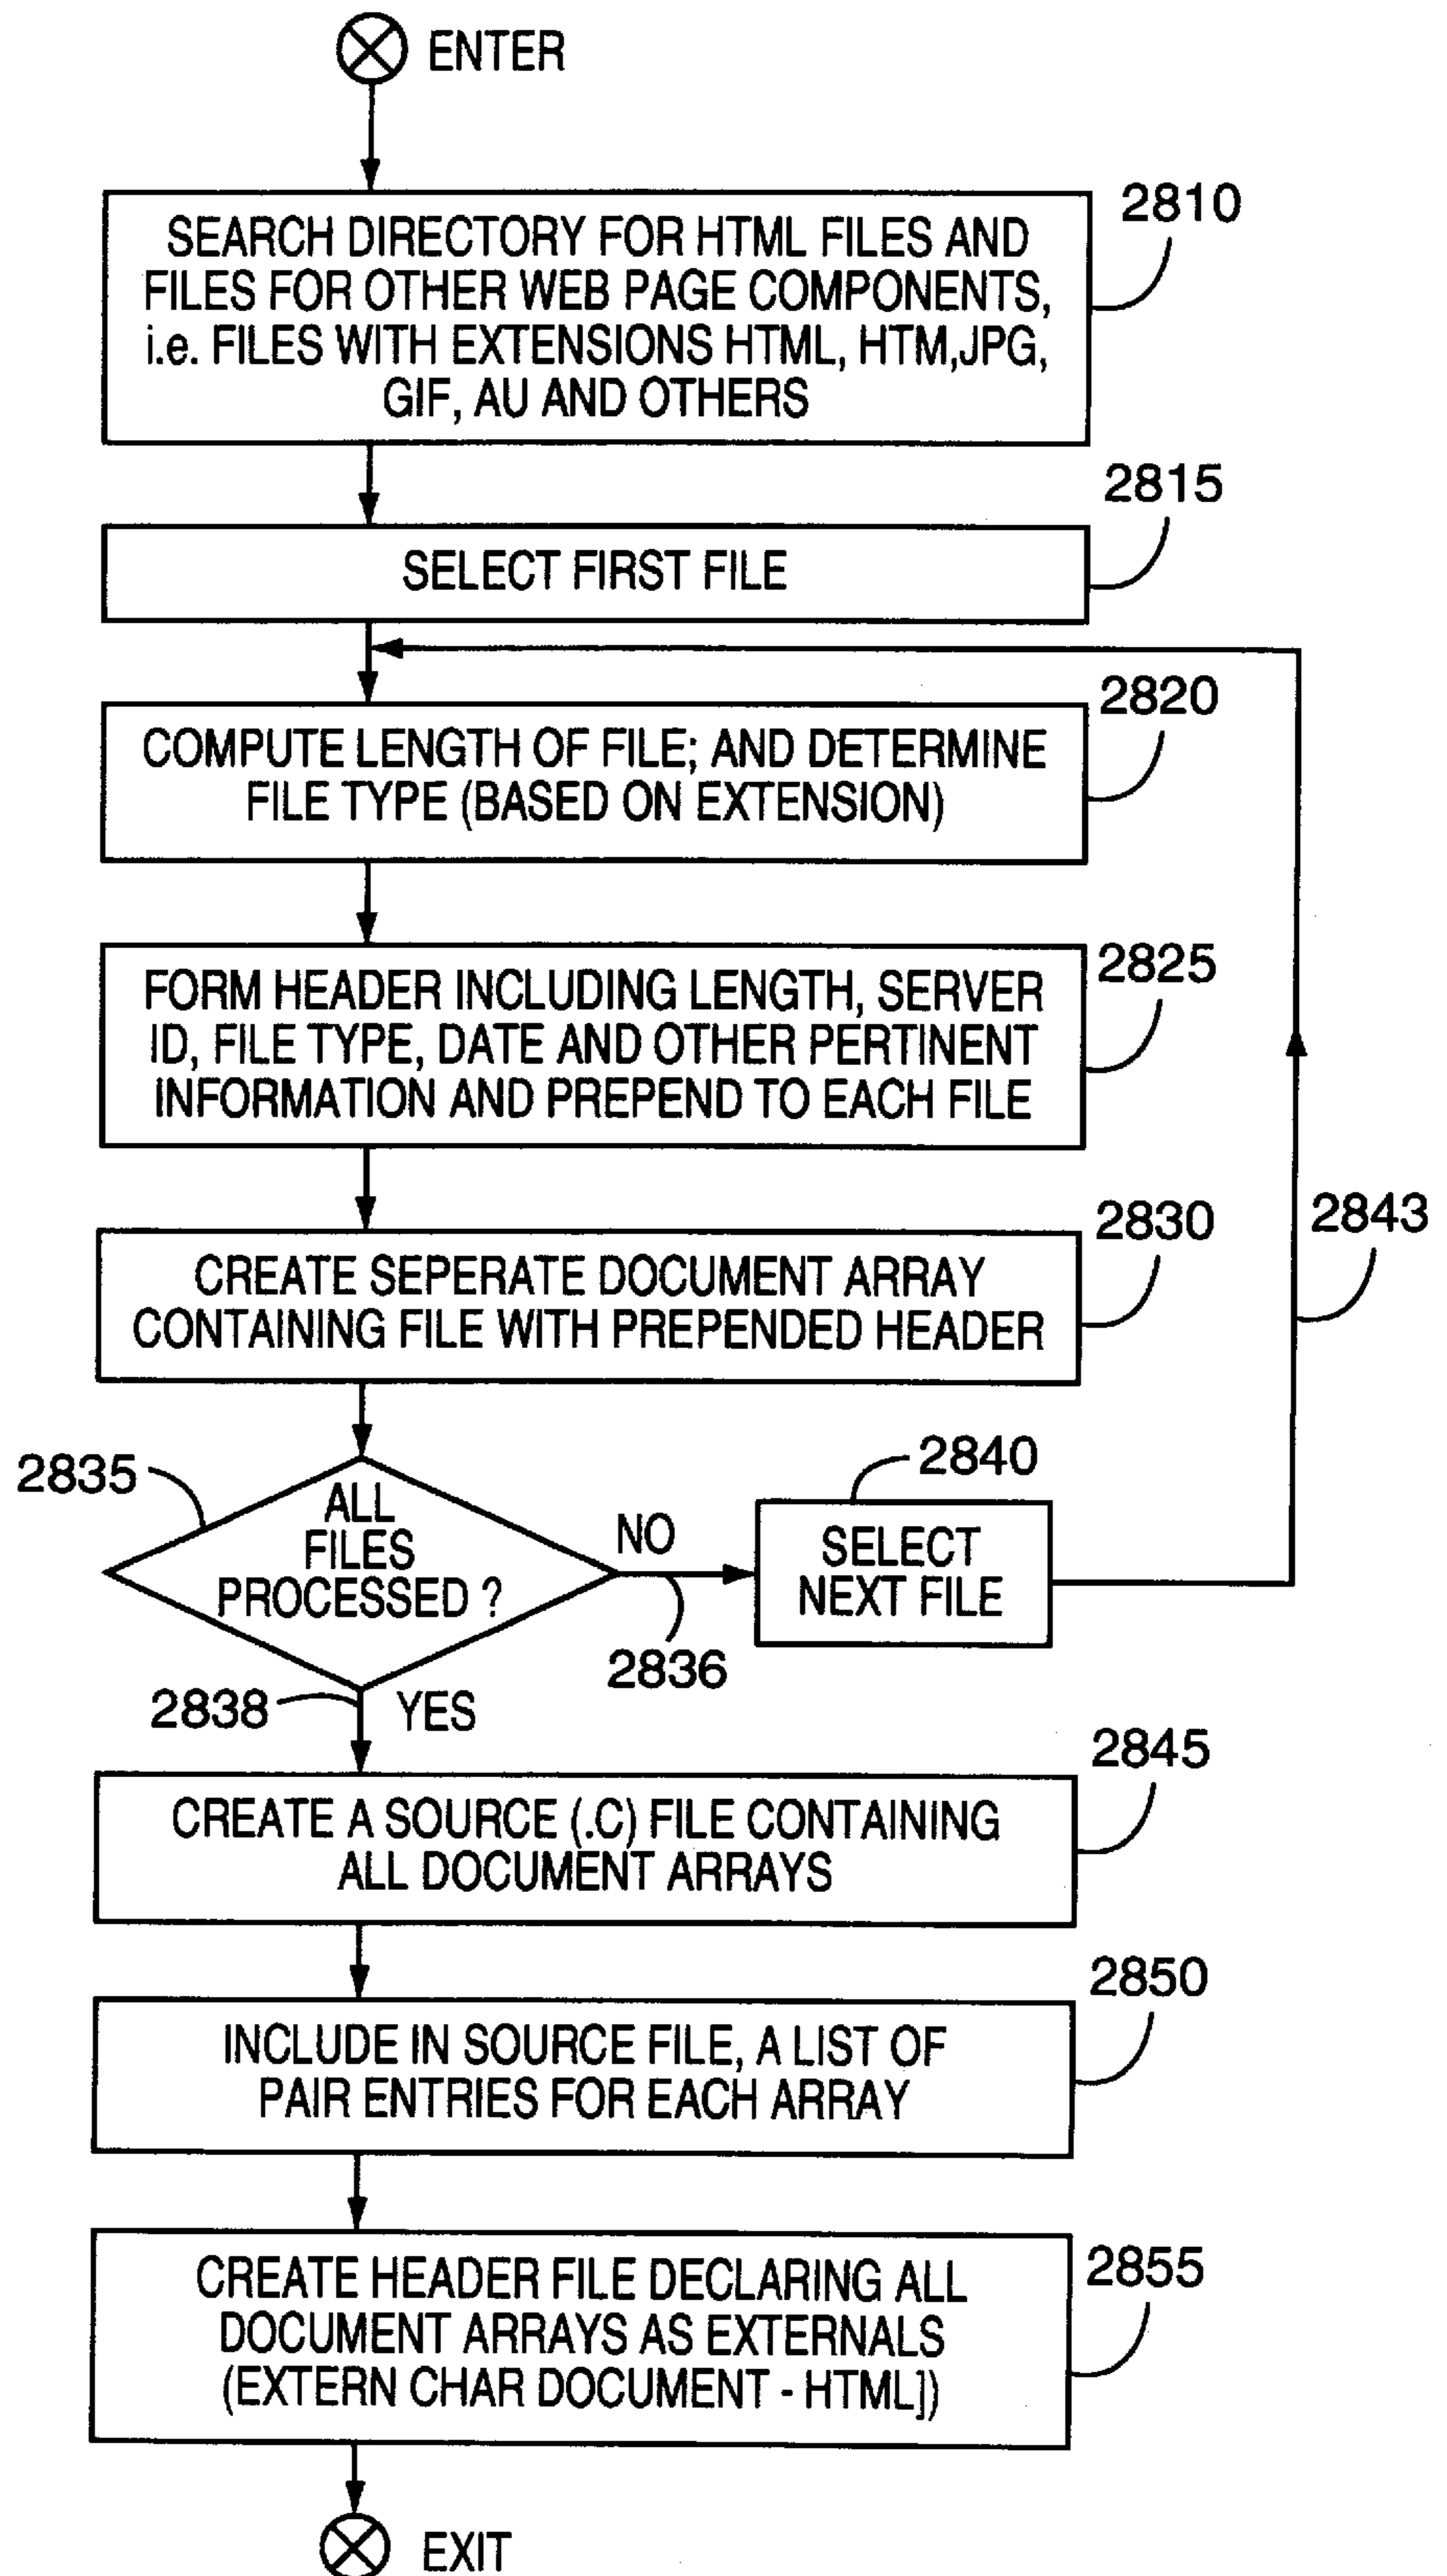 ENTER
2810
SEARCH DIRECTORY FOR HTML FILES AND
FILES FOR OTHER WEB PAGE COMPONENTS,
i.e. FILES WITH EXTENSIONS HTML, HTM,JPG,
GIF, AU AND OTHERS
2815
SELECT FIRST FILE
2820
COMPUTE LENGTH OF FILE; AND DETERMINE
FILE TYPE (BASED ON EXTENSION)
2825
FORM HEADER INCLUDING LENGTH, SERVER
ID, FILE TYPE, DATE AND OTHER PERTINENT
INFORMATION AND PREPEND TO EACH FILE
2830
2843
CREATE SEPERATE DOCUMENT ARRAY
CONTAINING FILE WITH PREPENDED HEADER
2835
ALL
FILES
PROCESSED ?
NO
2836
2840
SELECT
NEXT FILE
2838
YES
2845
CREATE A SOURCE (.C) FILE CONTAINING
ALL DOCUMENT ARRAYS
2850
INCLUDE IN SOURCE FILE, A LIST OF
PAIR ENTRIES FOR EACH ARRAY
2855
CREATE HEADER FILE DECLARING ALL
DOCUMENT ARRAYS AS EXTERNALS
(EXTERN CHAR DOCUMENT - HTML])
EXIT